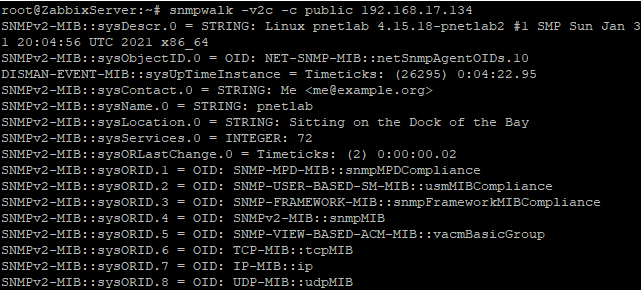 root@ZabbixServer:~# snmpwalk -v2c -c public 192.168.17.134
SNMPv2-MIB::sysDescr.0 = STRING: Linux pnetlab 4.15.18-pnetlab2 #1 SMP Sun Jan 3
1 20:04:56 UTC 2021 x86_64
SNMPv2-MIB::sysObjectID.0 = OID: NET-SNMP-MIB::netSnmpAgentOIDs.10
DISMAN-EVENT-MIB::sysUpTimeInstance = Timeticks: (26295) 0:04:22.95
SNMPv2-MIB::sysContact.0 = STRING: Me <me@example.org>
SNMPv2-MIB::sysName.0 = STRING: pnetlab
SNMPv2-MIB::sysLocation.0 = STRING: Sitting on the Dock of the Bay
SNMPv2-MIB::sysServices.0 = INTEGER: 72
SNMPv2-MIB::sysORLastChange.0 = Timeticks: (2) 0:00:00.02
SNMPv2-MIB::sysORID.1 = OID: SNMP-MPD-MIB::snmpMPDCompliance
SNMPv2-MIB::sysORID.2 = OID: SNMP-USER-BASED-SM-MIB::usmMIBCompliance
SNMPv2-MIB::sysORID.3 = OID: SNMP-FRAMEWORK-MIB::snmpFrameworkMIBCompliance
SNMPv2-MIB::sysORID.4 = OID: SNMPv2-MIB::snmpMIB
SNMPv2-MIB::sysORID.5 = OID: SNMP-VIEW-BASED-ACM-MIB::vacmBasicGroup
SNMPv2-MIB::sysORID.6 = OID: TCP-MIB::tcpMIB
SNMPv2-MIB::sysORID.7 = OID: IP-MIB::ip
SNMPv2-MIB::sysORID.8 = OID: UDP-MIB::udpMIB